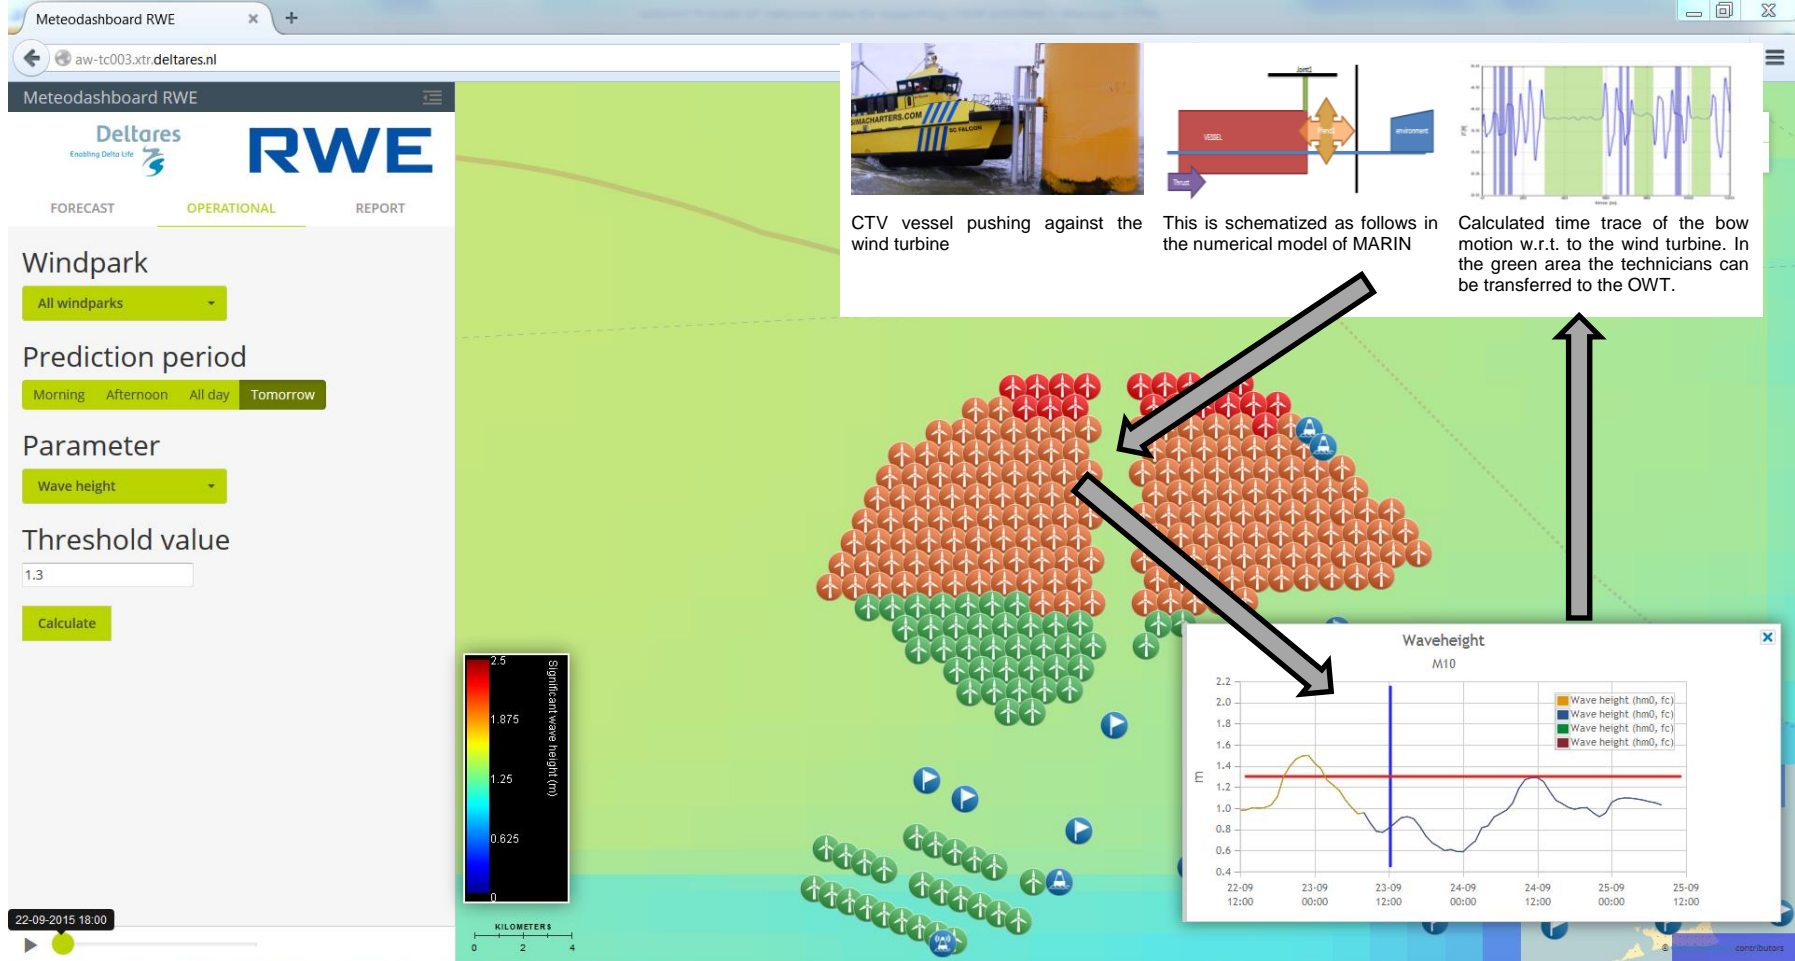 Meteodashboard RWE
aw-tc003.xtr.deltares.nl
Meteodashboard RWE
Deltares
Enabling Delta Life
RWE
FORECAST OPERATIONAL REPORT
Windpark
All windparks
Prediction period
Morning Afternoon All day Tomorrow
Parameter
Wave height
Threshold value
1.3
Calculate
22-09-2015 18:00
IMACHARTERS.COM
SC FALCON
CTV vessel pushing against the
wind turbine
Joint1
VESSEL
environment
Thrust
This is schematized as follows in
the numerical model of MARIN
Calculated time trace of the bow
motion w.r.t. to the wind turbine. In
the green area the technicians can
be transferred to the OWT.
2.5
1.875
1.25
0.625
0
Significant wave height (m)
KILOMETERS
0 2 4
Waveheight
M10
2.2
2.0
1.8
1.6
1.4
1.2
1.0
0.8
0.6
0.4
m
Wave height (hm0, fc)
Wave height (hm0, fc)
Wave height (hm0, fc)
Wave height (hm0, fc)
22-09 23-09 23-09 24-09 24-09 25-09 25-09
12:00 00:00 12:00 00:00 12:00 00:00 12:00
contributors